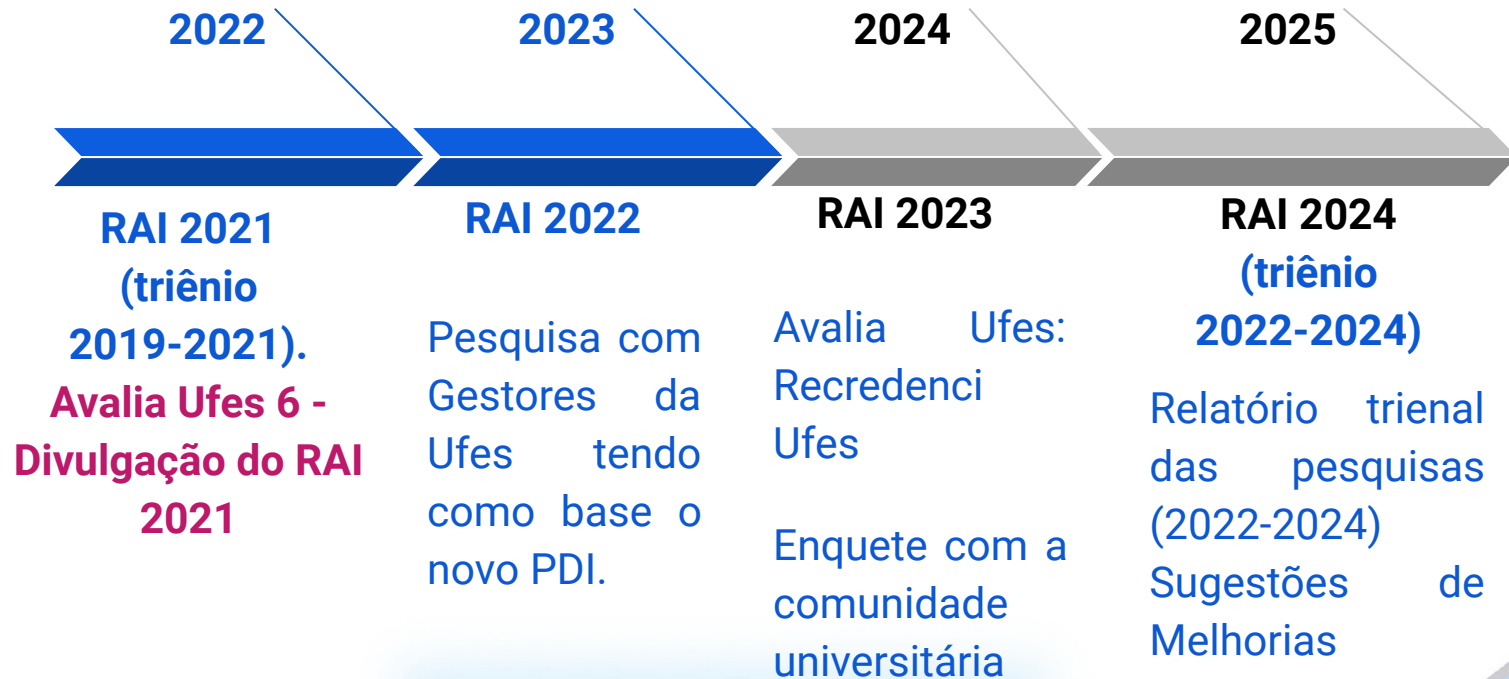 2022
2023
2024
2025
RAI 2021
(triênio
2019-2021).
Avalia Ufes 6 -
Divulgação do RAI
2021
RAI 2022
Pesquisa com
Gestores da
Ufes tendo
como base o
novo PDI.
RAI 2023
Avalia Ufes:
Recredenci
Ufes
Enquete com a
comunidade
universitária
RAI 2024
(triênio
2022-2024)
Relatório trienal
das pesquisas
(2022-2024)
Sugestões de
Melhorias